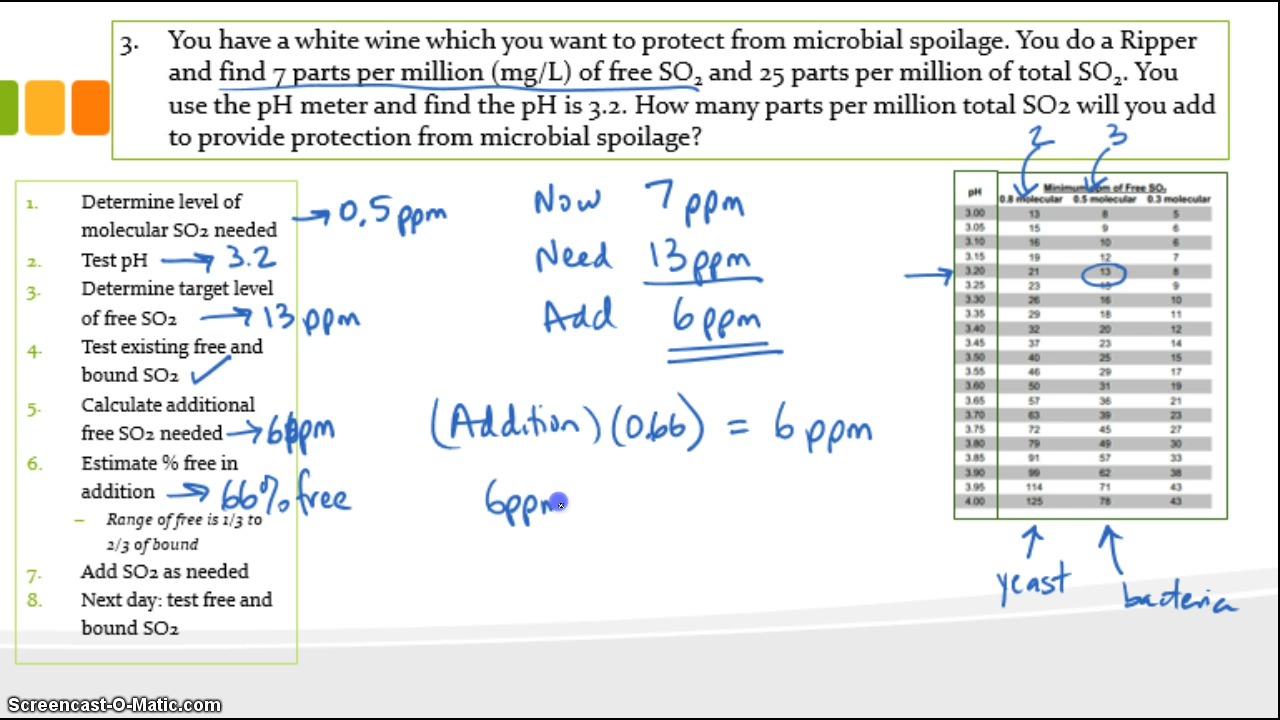 3. You have a white wine which you want to protect from microbial spoilage. You do a Ripper
and find 7 parts per million (mg/L) of free SO₂ and 25 parts per million of total SO₂. You
use the pH meter and find the pH is 3.2. How many parts per million total SO2 will you add
to provide protection from microbial spoilage?
1. Determine level of
molecular SO2 needed → 0.5 ppm
2. Test pH → 3.2
3. Determine target level
of free SO2 → 13 ppm
4. Test existing free and
bound SO2 ✓
5. Calculate additional
free SO2 needed → 6 ppm
6. Estimate % free in
addition → 66% free
– Range of free is 1/3 to
2/3 of bound
7. Add SO2 as needed
8. Next day: test free and
bound SO2
Now 7 ppm
Need 13 ppm
Add 6 ppm
(Addition)(0.66) = 6 ppm
6ppm
2 3
pH Minimum ppm of Free SO₂
0.8 molecular 0.5 molecular 0.3 molecular
3.00 13 8 5
3.05 15 9 6
3.10 16 10 6
3.15 19 12 7
3.20 21 13 8
3.25 23 9
3.30 26 16 10
3.35 29 18 11
3.40 32 20 12
3.45 37 23 14
3.50 40 25 15
3.55 46 29 17
3.60 50 31 19
3.65 57 36 21
3.70 63 39 23
3.75 72 45 27
3.80 79 49 30
3.85 91 57 33
3.90 99 62 38
3.95 114 71 43
4.00 125 78 43
yeast
bacteria
Screencast-O-Matic.com